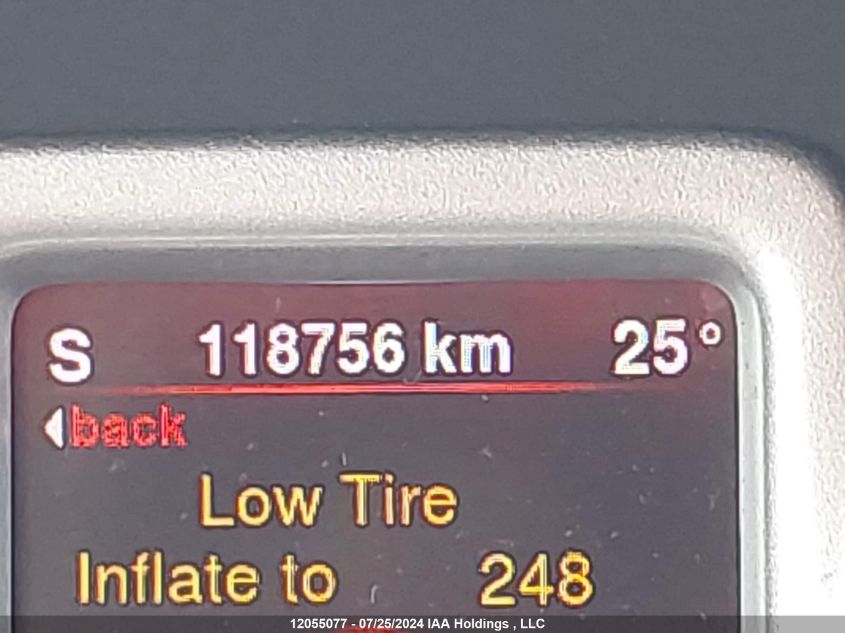 S 118756 km 25°
back
Low Tire
Inflate to 248
12055077 - 07/25/2024 IAA Holdings , LLC